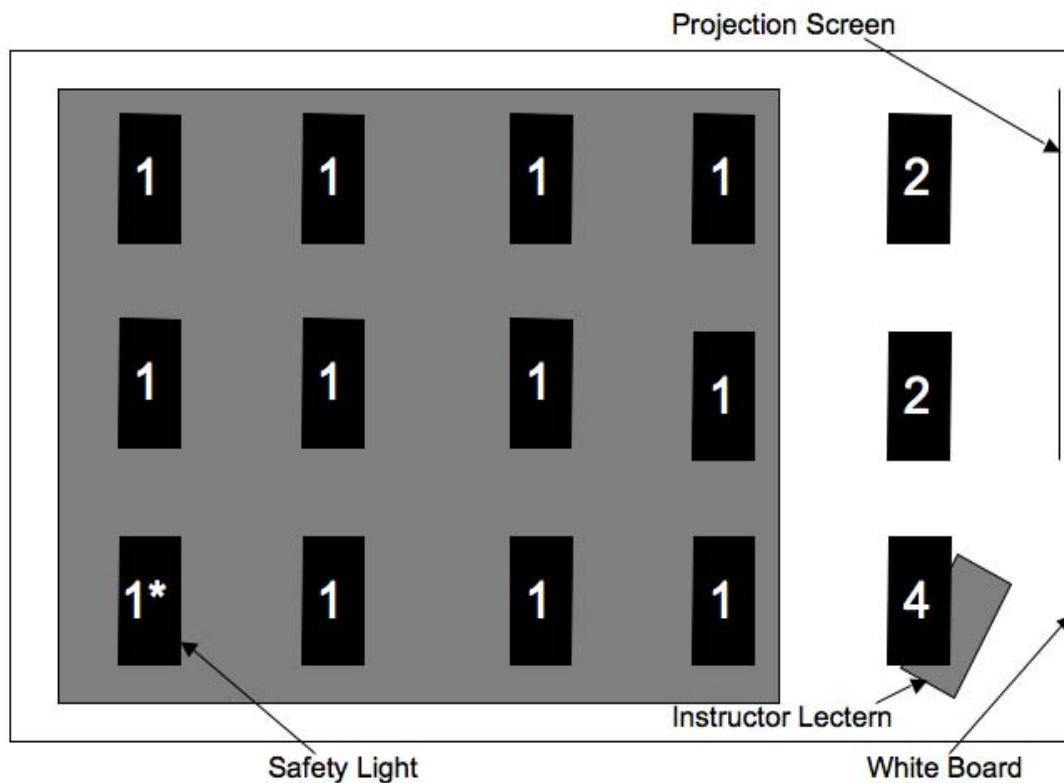 Projection Screen
1 1 1 1 2
1 1 1 1 2
1* 1 1 1 4
Instructor Lectern
Safety Light White Board